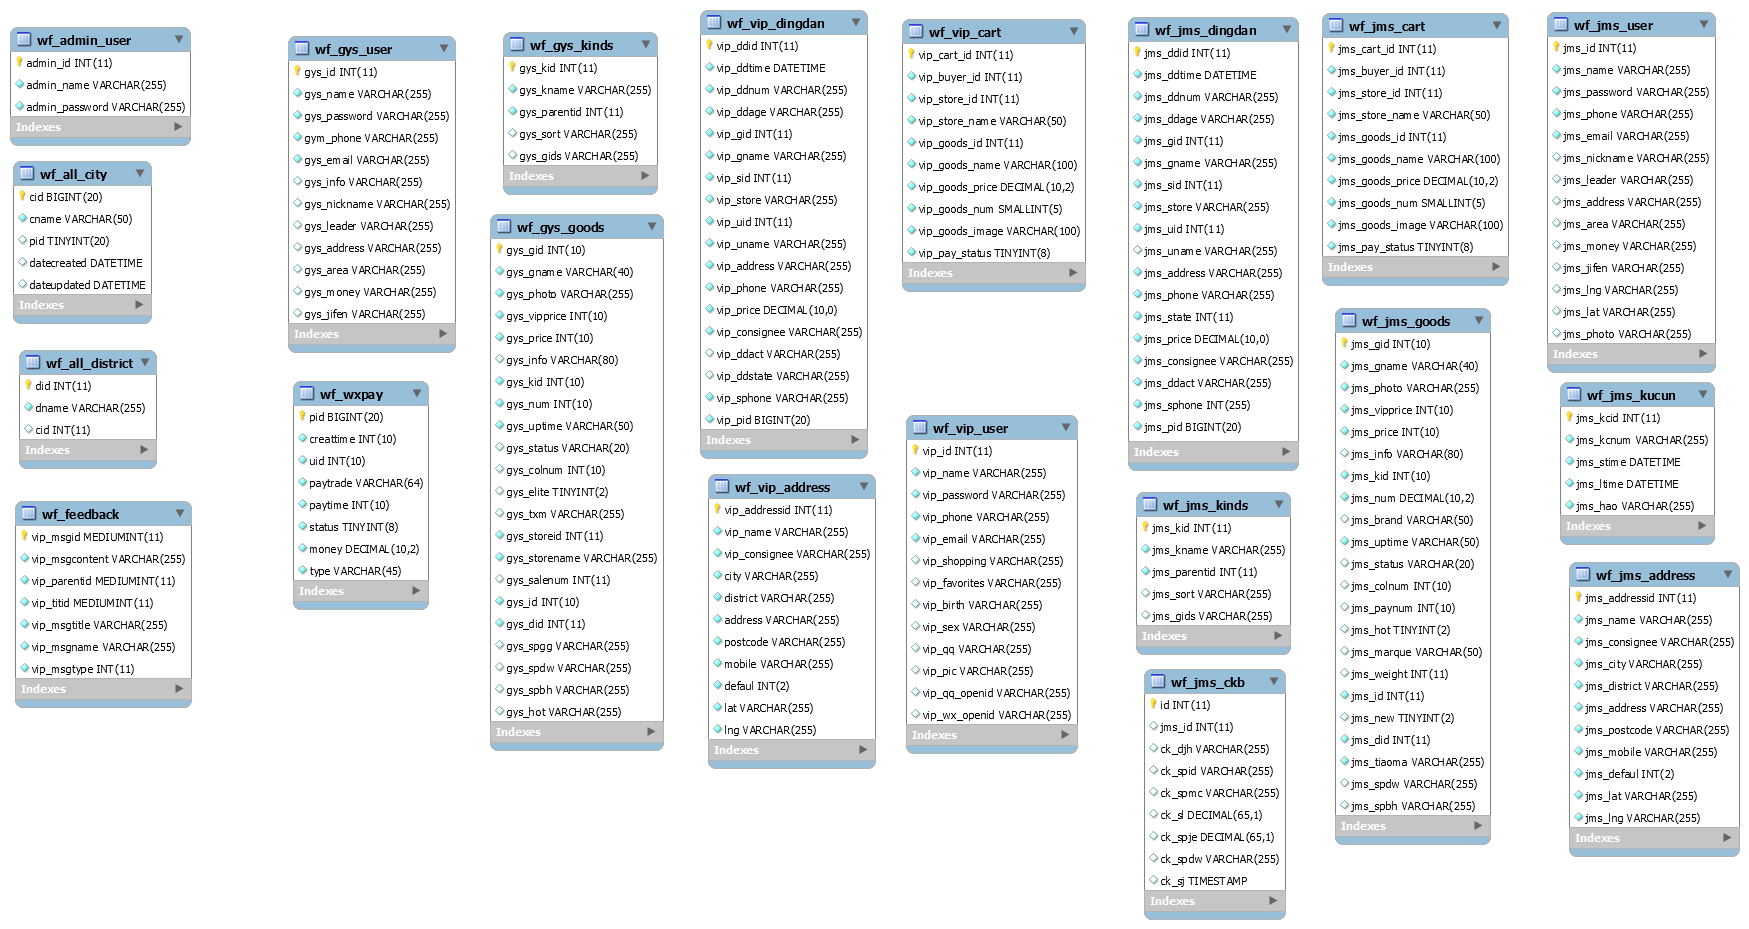 wf_admin_user
admin_id INT(11)
admin_name VARCHAR(255)
admin_password VARCHAR(255)
Indexes
wf_all_city
cid BIGINT(20)
cname VARCHAR(50)
pid TINYINT(20)
datecreated DATETIME
dateupdated DATETIME
Indexes
wf_all_district
did INT(11)
dname VARCHAR(255)
cid INT(11)
Indexes
wf_feedback
vip_msgid MEDIUMINT(11)
vip_msgcontent VARCHAR(255)
vip_parentid MEDIUMINT(11)
vip_titid MEDIUMINT(11)
vip_msgtitle VARCHAR(255)
vip_msgname VARCHAR(255)
vip_msgtype INT(11)
Indexes
wf_gys_user
gys_id INT(11)
gys_name VARCHAR(255)
gys_password VARCHAR(255)
gym_phone VARCHAR(255)
gys_email VARCHAR(255)
gys_info VARCHAR(255)
gys_nickname VARCHAR(255)
gys_leader VARCHAR(255)
gys_address VARCHAR(255)
gys_area VARCHAR(255)
gys_money VARCHAR(255)
gys_jifen VARCHAR(255)
Indexes
wf_wxpay
pid BIGINT(20)
creattime INT(10)
uid INT(10)
paytrade VARCHAR(64)
paytime INT(10)
status TINYINT(8)
money DECIMAL(10,2)
type VARCHAR(45)
Indexes
wf_gys_kinds
gys_kid INT(11)
gys_kname VARCHAR(255)
gys_parentid INT(11)
gys_sort VARCHAR(255)
gys_gids VARCHAR(255)
Indexes
wf_gys_goods
gys_gid INT(10)
gys_gname VARCHAR(40)
gys_photo VARCHAR(255)
gys_vipprice INT(10)
gys_price INT(10)
gys_info VARCHAR(80)
gys_kid INT(10)
gys_num INT(10)
gys_uptime VARCHAR(50)
gys_status VARCHAR(20)
gys_colnum INT(10)
gys_elite TINYINT(2)
gys_txm VARCHAR(255)
gys_storeid INT(11)
gys_storename VARCHAR(255)
gys_salenum INT(11)
gys_id INT(10)
gys_did INT(11)
gys_spgg VARCHAR(255)
gys_spdw VARCHAR(255)
gys_spbh VARCHAR(255)
gys_hot VARCHAR(255)
Indexes
wf_vip_dingdan
vip_ddid INT(11)
vip_ddtime DATETIME
vip_ddnum VARCHAR(255)
vip_ddage VARCHAR(255)
vip_gid INT(11)
vip_gname VARCHAR(255)
vip_sid INT(11)
vip_store VARCHAR(255)
vip_uid INT(11)
vip_uname VARCHAR(255)
vip_address VARCHAR(255)
vip_phone VARCHAR(255)
vip_price DECIMAL(10,0)
vip_consignee VARCHAR(255)
vip_ddact VARCHAR(255)
vip_ddstate VARCHAR(255)
vip_sphone VARCHAR(255)
vip_pid BIGINT(20)
Indexes
wf_vip_address
vip_addressid INT(11)
vip_name VARCHAR(255)
vip_consignee VARCHAR(255)
city VARCHAR(255)
district VARCHAR(255)
address VARCHAR(255)
postcode VARCHAR(255)
mobile VARCHAR(255)
defaul INT(2)
lat VARCHAR(255)
lng VARCHAR(255)
Indexes
wf_vip_cart
vip_cart_id INT(11)
vip_buyer_id INT(11)
vip_store_id INT(11)
vip_store_name VARCHAR(50)
vip_goods_id INT(11)
vip_goods_name VARCHAR(100)
vip_goods_price DECIMAL(10,2)
vip_goods_num SMALLINT(5)
vip_goods_image VARCHAR(100)
vip_pay_status TINYINT(8)
Indexes
wf_vip_user
vip_id INT(11)
vip_name VARCHAR(255)
vip_password VARCHAR(255)
vip_phone VARCHAR(255)
vip_email VARCHAR(255)
vip_shopping VARCHAR(255)
vip_favorites VARCHAR(255)
vip_birth VARCHAR(255)
vip_sex VARCHAR(255)
vip_qq VARCHAR(255)
vip_pic VARCHAR(255)
vip_qq_openid VARCHAR(255)
vip_wx_openid VARCHAR(255)
Indexes
wf_jms_dingdan
jms_ddid INT(11)
jms_ddtime DATETIME
jms_ddnum VARCHAR(255)
jms_ddage VARCHAR(255)
jms_gid INT(11)
jms_gname VARCHAR(255)
jms_sid INT(11)
jms_store VARCHAR(255)
jms_uid INT(11)
jms_uname VARCHAR(255)
jms_address VARCHAR(255)
jms_phone VARCHAR(255)
jms_state INT(11)
jms_price DECIMAL(10,0)
jms_consignee VARCHAR(255)
jms_ddact VARCHAR(255)
jms_sphone INT(255)
jms_pid BIGINT(20)
Indexes
wf_jms_kinds
jms_kid INT(11)
jms_kname VARCHAR(255)
jms_parentid INT(11)
jms_sort VARCHAR(255)
jms_gids VARCHAR(255)
Indexes
wf_jms_ckb
id INT(11)
jms_id INT(11)
ck_djh VARCHAR(255)
ck_spid VARCHAR(255)
ck_spmc VARCHAR(255)
ck_sl DECIMAL(65,1)
ck_spje DECIMAL(65,1)
ck_spdw VARCHAR(255)
ck_sj TIMESTAMP
Indexes
wf_jms_cart
jms_cart_id INT(11)
jms_buyer_id INT(11)
jms_store_id INT(11)
jms_store_name VARCHAR(50)
jms_goods_id INT(11)
jms_goods_name VARCHAR(100)
jms_goods_price DECIMAL(10,2)
jms_goods_num SMALLINT(5)
jms_goods_image VARCHAR(100)
jms_pay_status TINYINT(8)
Indexes
wf_jms_goods
jms_gid INT(10)
jms_gname VARCHAR(40)
jms_photo VARCHAR(255)
jms_vipprice INT(10)
jms_price INT(10)
jms_info VARCHAR(80)
jms_kid INT(10)
jms_num DECIMAL(10,2)
jms_brand VARCHAR(50)
jms_uptime VARCHAR(50)
jms_status VARCHAR(20)
jms_colnum INT(10)
jms_paynum INT(10)
jms_hot TINYINT(2)
jms_marque VARCHAR(50)
jms_weight INT(11)
jms_id INT(11)
jms_new TINYINT(2)
jms_did INT(11)
jms_tiaoma VARCHAR(255)
jms_spdw VARCHAR(255)
jms_spbh VARCHAR(255)
Indexes
wf_jms_user
jms_id INT(11)
jms_name VARCHAR(255)
jms_password VARCHAR(255)
jms_phone VARCHAR(255)
jms_email VARCHAR(255)
jms_nickname VARCHAR(255)
jms_leader VARCHAR(255)
jms_address VARCHAR(255)
jms_area VARCHAR(255)
jms_money VARCHAR(255)
jms_jifen VARCHAR(255)
jms_lng VARCHAR(255)
jms_lat VARCHAR(255)
jms_photo VARCHAR(255)
Indexes
wf_jms_kucun
jms_kcid INT(11)
jms_kcnum VARCHAR(255)
jms_stime DATETIME
jms_ltime DATETIME
jms_hao VARCHAR(255)
Indexes
wf_jms_address
jms_addressid INT(11)
jms_name VARCHAR(255)
jms_consignee VARCHAR(255)
jms_city VARCHAR(255)
jms_district VARCHAR(255)
jms_address VARCHAR(255)
jms_postcode VARCHAR(255)
jms_mobile VARCHAR(255)
jms_defaul INT(2)
jms_lat VARCHAR(255)
jms_lng VARCHAR(255)
Indexes